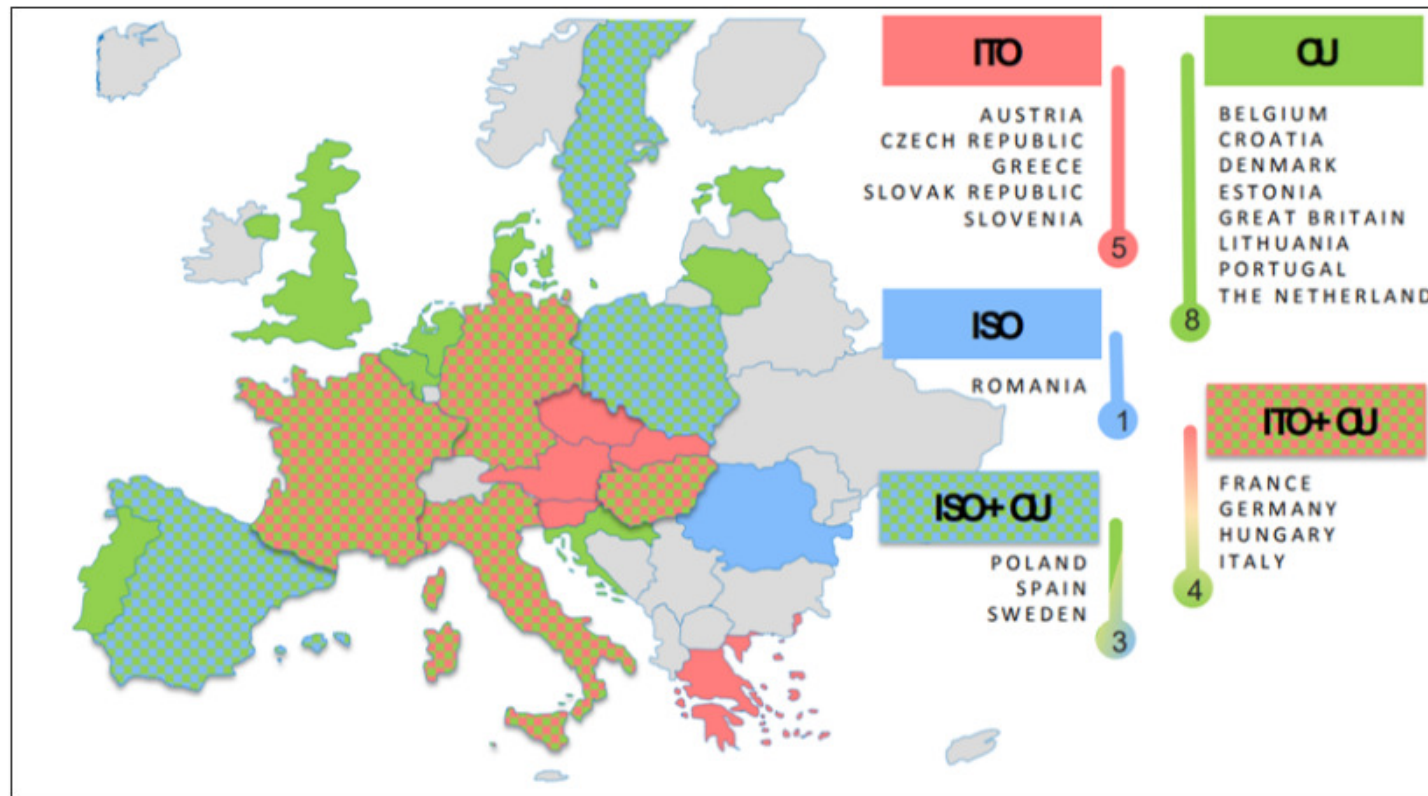 ITO
AUSTRIA
CZECH REPUBLIC
GREECE
SLOVAK REPUBLIC
SLOVENIA
5
ISO
ROMANIA
1
ISO+ OU
POLAND
SPAIN
SWEDEN
3
OU
BELGIUM
CROATIA
DENMARK
ESTONIA
GREAT BRITAIN
LITHUANIA
PORTUGAL
THE NETHERLAND
8
ITO+ OU
FRANCE
GERMANY
HUNGARY
ITALY
4